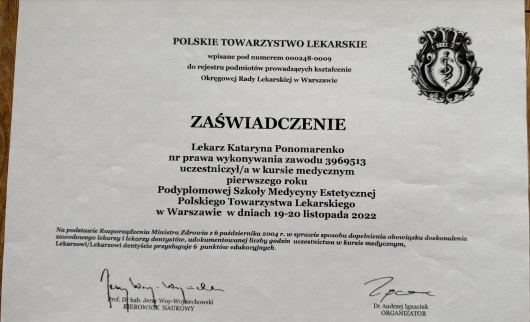 POLSKIE TOWARZYSTWO LEKARSKIE
wpisane pod numerem 000248-0009
do rejestru podmiotów prowadzących kształcenie
Okręgowej Rady Lekarskiej w Warszawie
ZAŚWIADCZENIE
Lekarz Kataryna Ponomarenko
nr prawa wykonywania zawodu 3969513
uczestniczył/a w kursie medycznym
pierwszego roku
Podyplomowej Szkoły Medycyny Estetycznej
Polskiego Towarzystwa Lekarskiego
w Warszawie w dniach 19-20 listopada 2022
Na podstawie Rozporządzenia Ministra Zdrowia z 6 października 2004 r. w sprawie sposobu dopełnienia obowiązku doskonalenia
zawodowego lekarzy i lekarzy dentystów, udokumentowanej liczby godzin uczestnictwa w kursie medycznym,
Lekarzowi/Lekarzowi dentyście przysługuje 6 punktów edukacyjnych.
Prof. Dr hab. Jerzy Woy-Wojciechowski
KIEROWNIK NAUKOWY
Dr Andrzej Ignaciuk
ORGANIZATOR